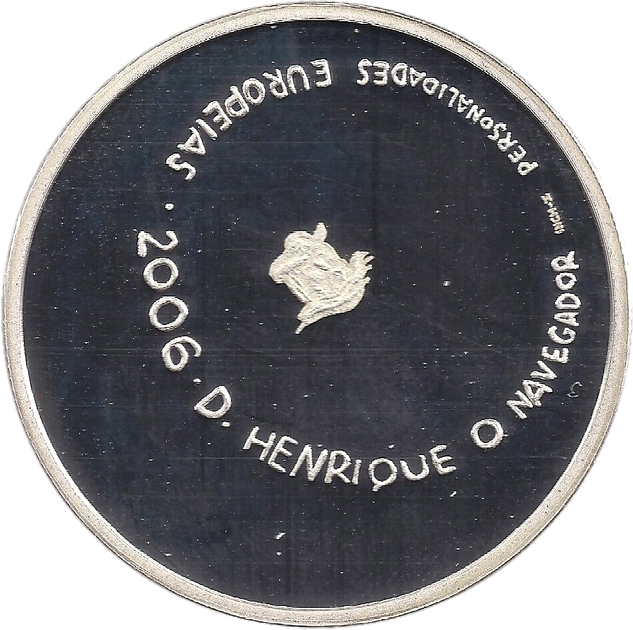 PERSONALIDADES EUROPEIAS · 2006 · D. HENRIQUE O NAVEGADOR